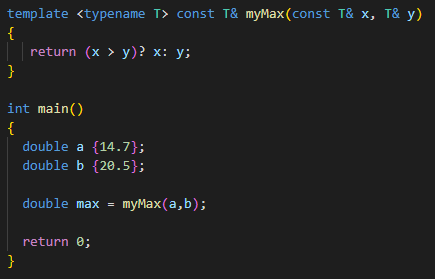 template <typename T> const T& myMax(const T& x, T& y)
{
return (x > y)? x: y;
}
int main()
{
double a {14.7};
double b {20.5};
double max = myMax(a,b);
return 0;
}